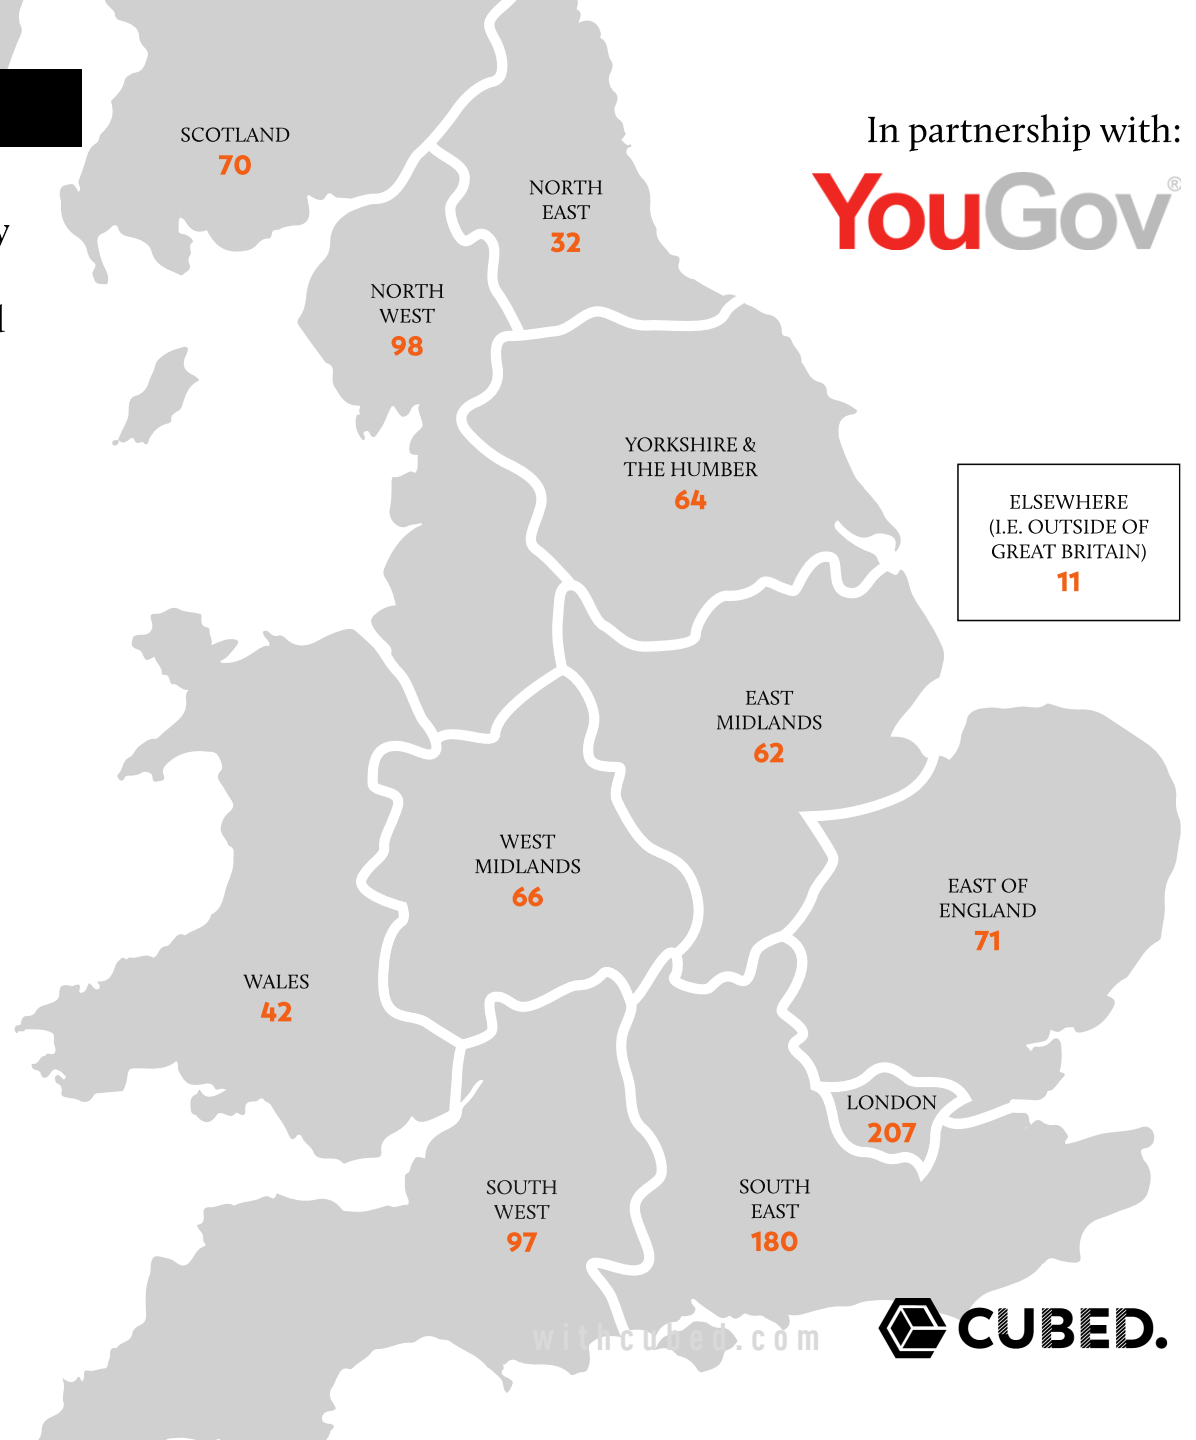 SCOTLAND
70
In partnership with:
YouGov®
NORTH
EAST
32
NORTH
WEST
98
YORKSHIRE &
THE HUMBER
64
ELSEWHERE
(I.E. OUTSIDE OF
GREAT BRITAIN)
11
EAST
MIDLANDS
62
WEST
MIDLANDS
66
EAST OF
ENGLAND
71
WALES
42
LONDON
207
SOUTH
WEST
97
SOUTH
EAST
180
withcubed.com
CUBED.